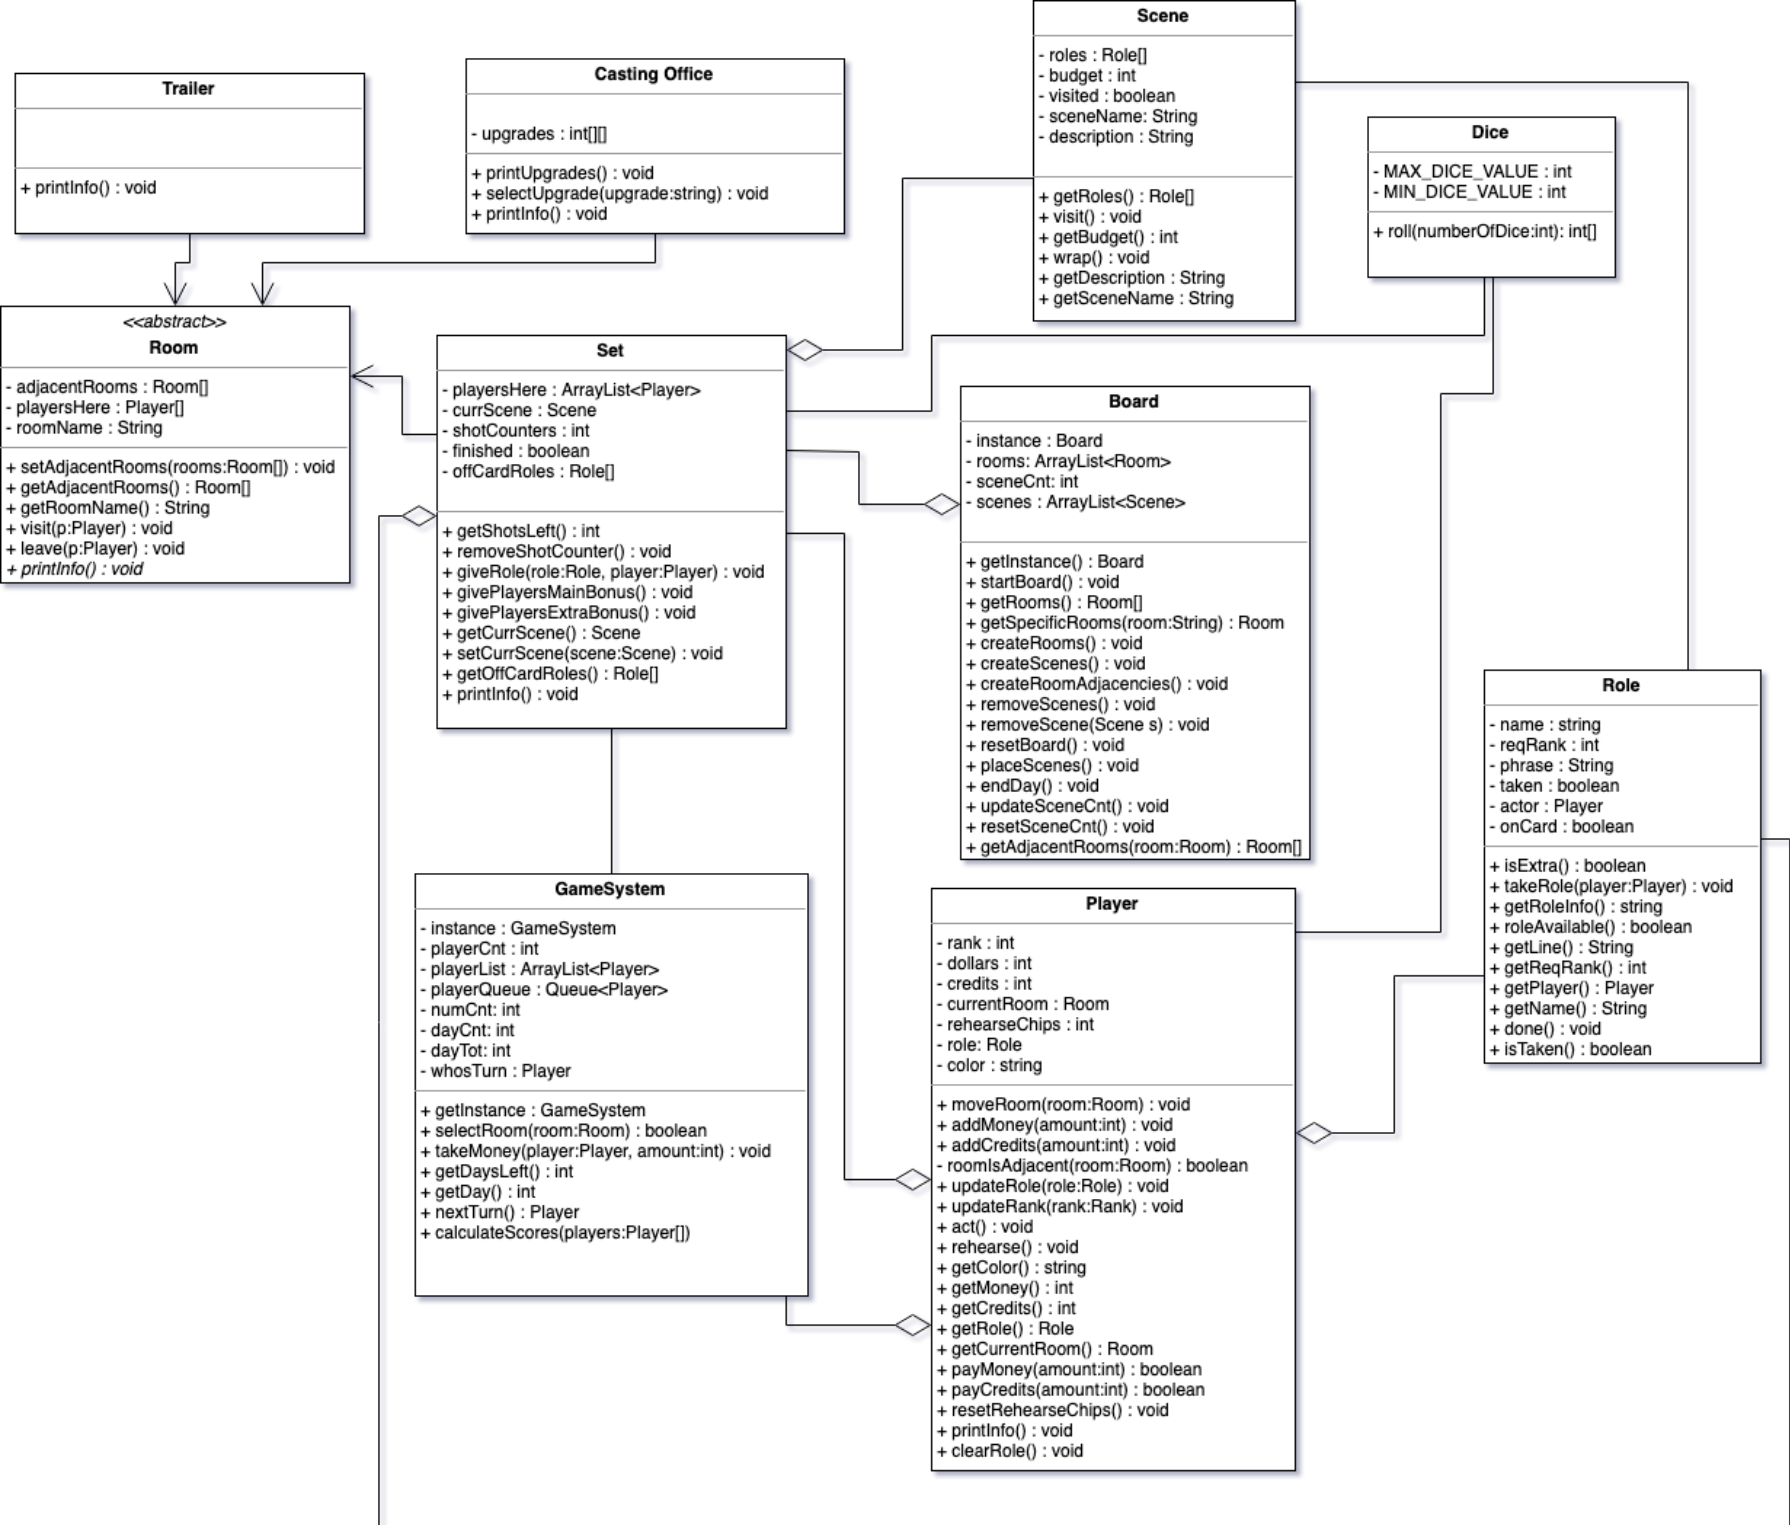 Trailer
+ printInfo() : void
Casting Office
- upgrades : int[][]
+ printUpgrades() : void
+ selectUpgrade(upgrade:string) : void
+ printInfo() : void
Scene
- roles : Role[]
- budget : int
- visited : boolean
- sceneName: String
- description : String
+ getRoles() : Role[]
+ visit() : void
+ getBudget() : int
+ wrap() : void
+ getDescription : String
+ getSceneName : String
Dice
- MAX_DICE_VALUE : int
- MIN_DICE_VALUE : int
+ roll(numberOfDice:int): int[]
<<abstract>>
Room
- adjacentRooms : Room[]
- playersHere : Player[]
- roomName : String
+ setAdjacentRooms(rooms:Room[]) : void
+ getAdjacentRooms() : Room[]
+ getRoomName() : String
+ visit(p:Player) : void
+ leave(p:Player) : void
+ printInfo() : void
Set
- playersHere : ArrayList<Player>
- currScene : Scene
- shotCounters : int
- finished : boolean
- offCardRoles : Role[]
+ getShotsLeft() : int
+ removeShotCounter() : void
+ giveRole(role:Role, player:Player) : void
+ givePlayersMainBonus() : void
+ givePlayersExtraBonus() : void
+ getCurrScene() : Scene
+ setCurrScene(scene:Scene) : void
+ getOffCardRoles() : Role[]
+ printInfo() : void
Board
- instance : Board
- rooms: ArrayList<Room>
- sceneCnt: int
- scenes : ArrayList<Scene>
+ getInstance() : Board
+ startBoard() : void
+ getRooms() : Room[]
+ getSpecificRooms(room:String) : Room
+ createRooms() : void
+ createScenes() : void
+ createRoomAdjacencies() : void
+ removeScenes() : void
+ removeScene(Scene s) : void
+ resetBoard() : void
+ placeScenes() : void
+ endDay() : void
+ updateSceneCnt() : void
+ resetSceneCnt() : void
+ getAdjacentRooms(room:Room) : Room[]
Role
- name : string
- reqRank : int
- phrase : String
- taken : boolean
- actor : Player
- onCard : boolean
+ isExtra() : boolean
+ takeRole(player:Player) : void
+ getRoleInfo() : string
+ roleAvailable() : boolean
+ getLine() : String
+ getReqRank() : int
+ getPlayer() : Player
+ getName() : String
+ done() : void
+ isTaken() : boolean
GameSystem
- instance : GameSystem
- playerCnt : int
- playerList : ArrayList<Player>
- playerQueue : Queue<Player>
- numCnt: int
- dayCnt: int
- dayTot: int
- whosTurn : Player
+ getInstance : GameSystem
+ selectRoom(room:Room) : boolean
+ takeMoney(player:Player, amount:int) : void
+ getDaysLeft() : int
+ getDay() : int
+ nextTurn() : Player
+ calculateScores(players:Player[])
Player
- rank : int
- dollars : int
- credits : int
- currentRoom : Room
- rehearseChips : int
- role: Role
- color : string
+ moveRoom(room:Room) : void
+ addMoney(amount:int) : void
+ addCredits(amount:int) : void
- roomIsAdjacent(room:Room) : boolean
+ updateRole(role:Role) : void
+ updateRank(rank:Rank) : void
+ act() : void
+ rehearse() : void
+ getColor() : string
+ getMoney() : int
+ getCredits() : int
+ getRole() : Role
+ getCurrentRoom() : Room
+ payMoney(amount:int) : boolean
+ payCredits(amount:int) : boolean
+ resetRehearseChips() : void
+ printInfo() : void
+ clearRole() : void